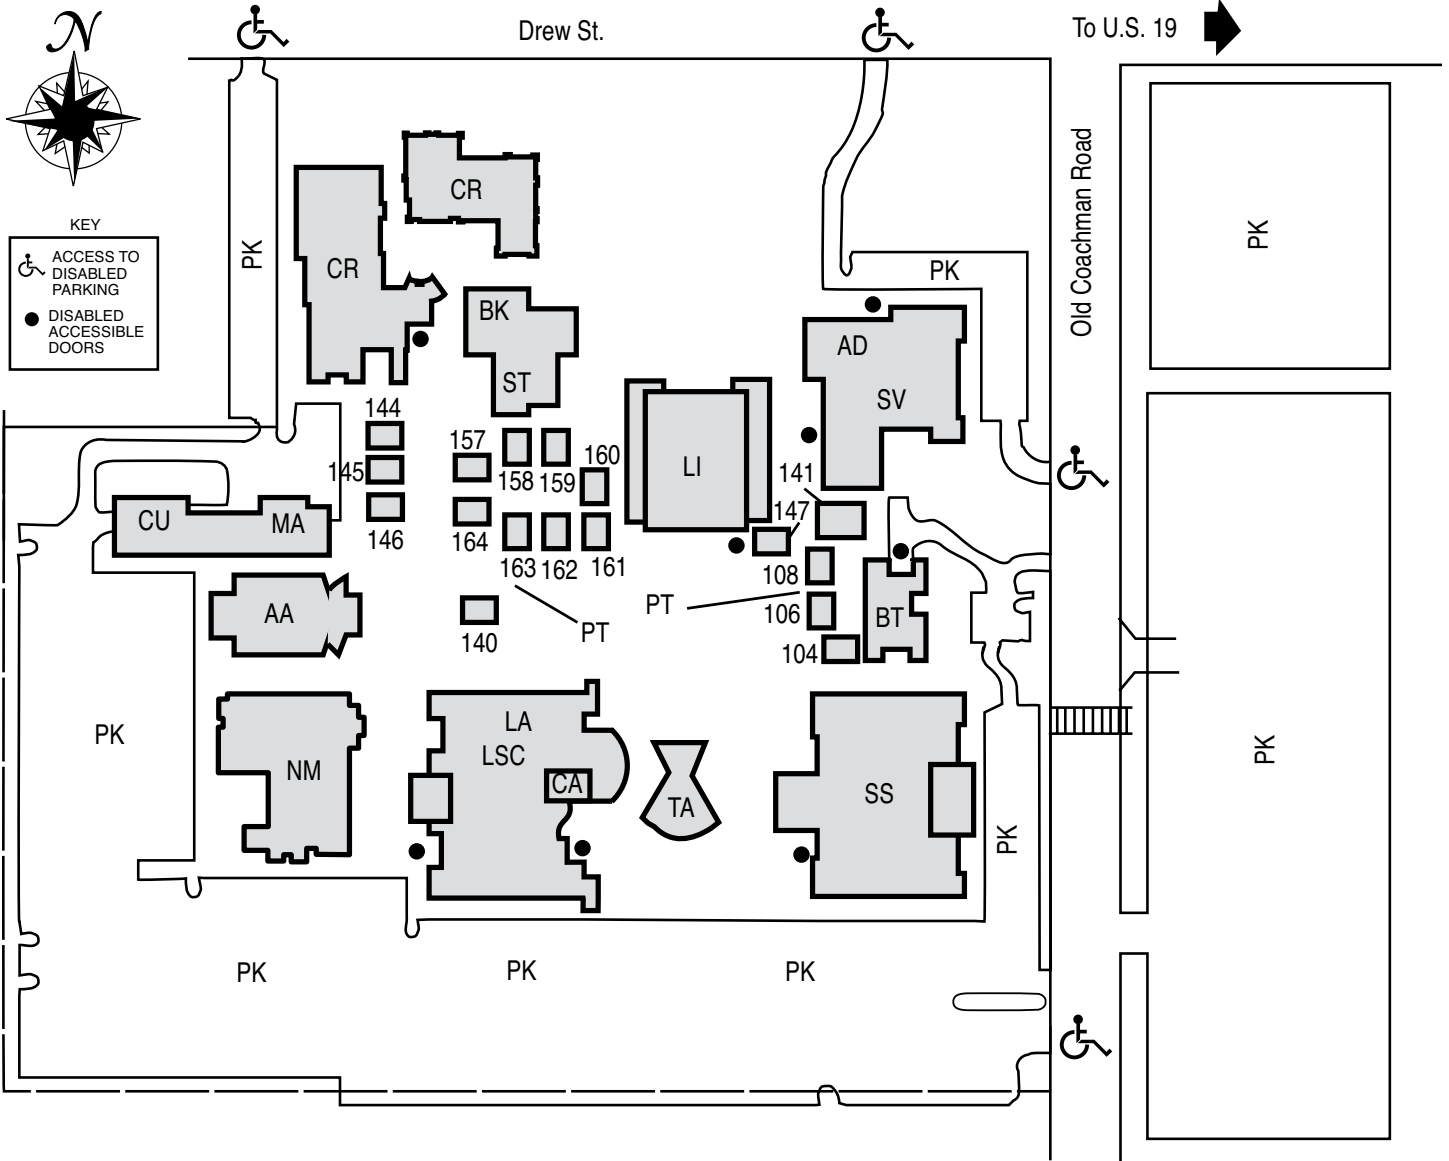 N
Drew St.
To U.S. 19
Old Coachman Road
KEY
ACCESS TO
DISABLED
PARKING
DISABLED
ACCESSIBLE
DOORS
PK
CR
CR
PK
PK
BK
ST
AD
SV
LI
144
145
146
157
158
159
160
141
147
164
163
162
161
108
106
104
140
PT
PT
CU
MA
AA
BT
NM
LA
LSC
CA
TA
SS
PK
PK
PK
PK
PK
PK
PK